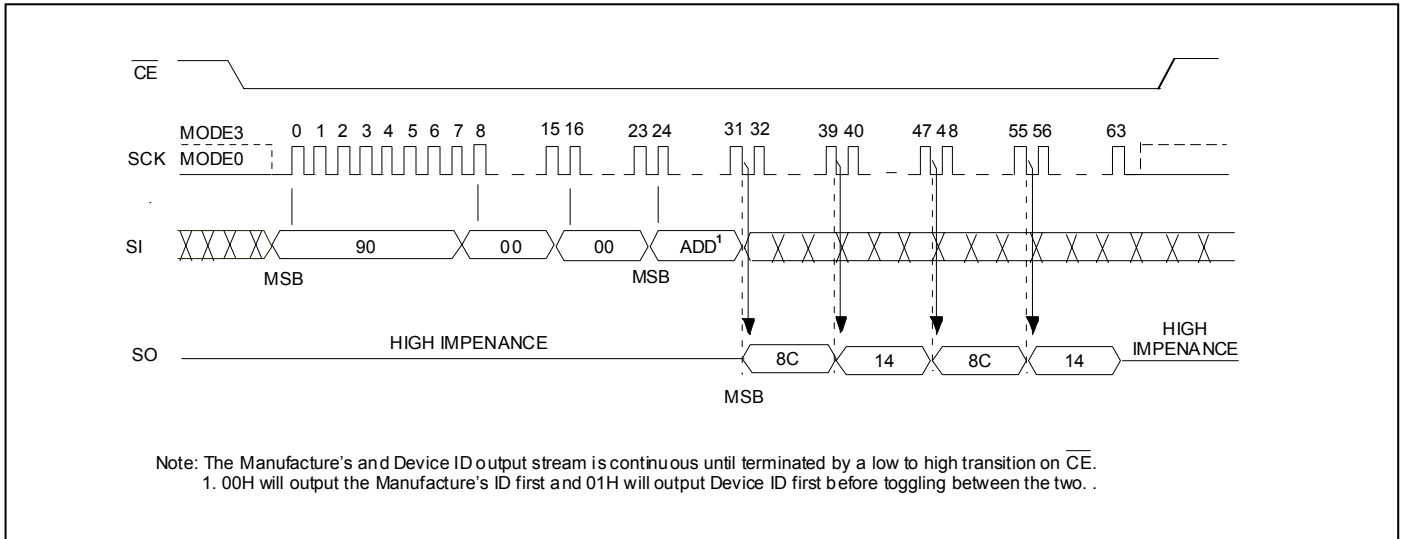 CE
MODE3
0 1 2 3 4 5 6 7 8 15 16 23 24 31 32 39 40 47 48 55 56 63
SCK MODE0
SI
90 00 00 ADD1
MSB MSB
SO
HIGH IMPENANCE
8C 14 8C 14
HIGH
IMPENANCE
MSB
Note: The Manufacture's and Device ID output stream is continuous until terminated by a low to high transition on CE.
1. 00H will output the Manufacture's ID first and 01H will output Device ID first before toggling between the two. .